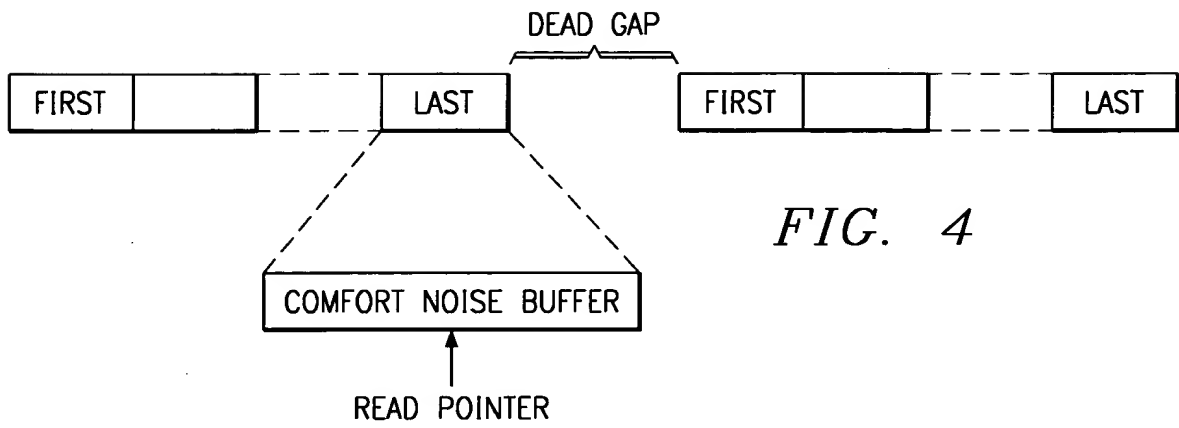 DEAD GAP
FIRST LAST FIRST LAST
FIG. 4
COMFORT NOISE BUFFER
READ POINTER